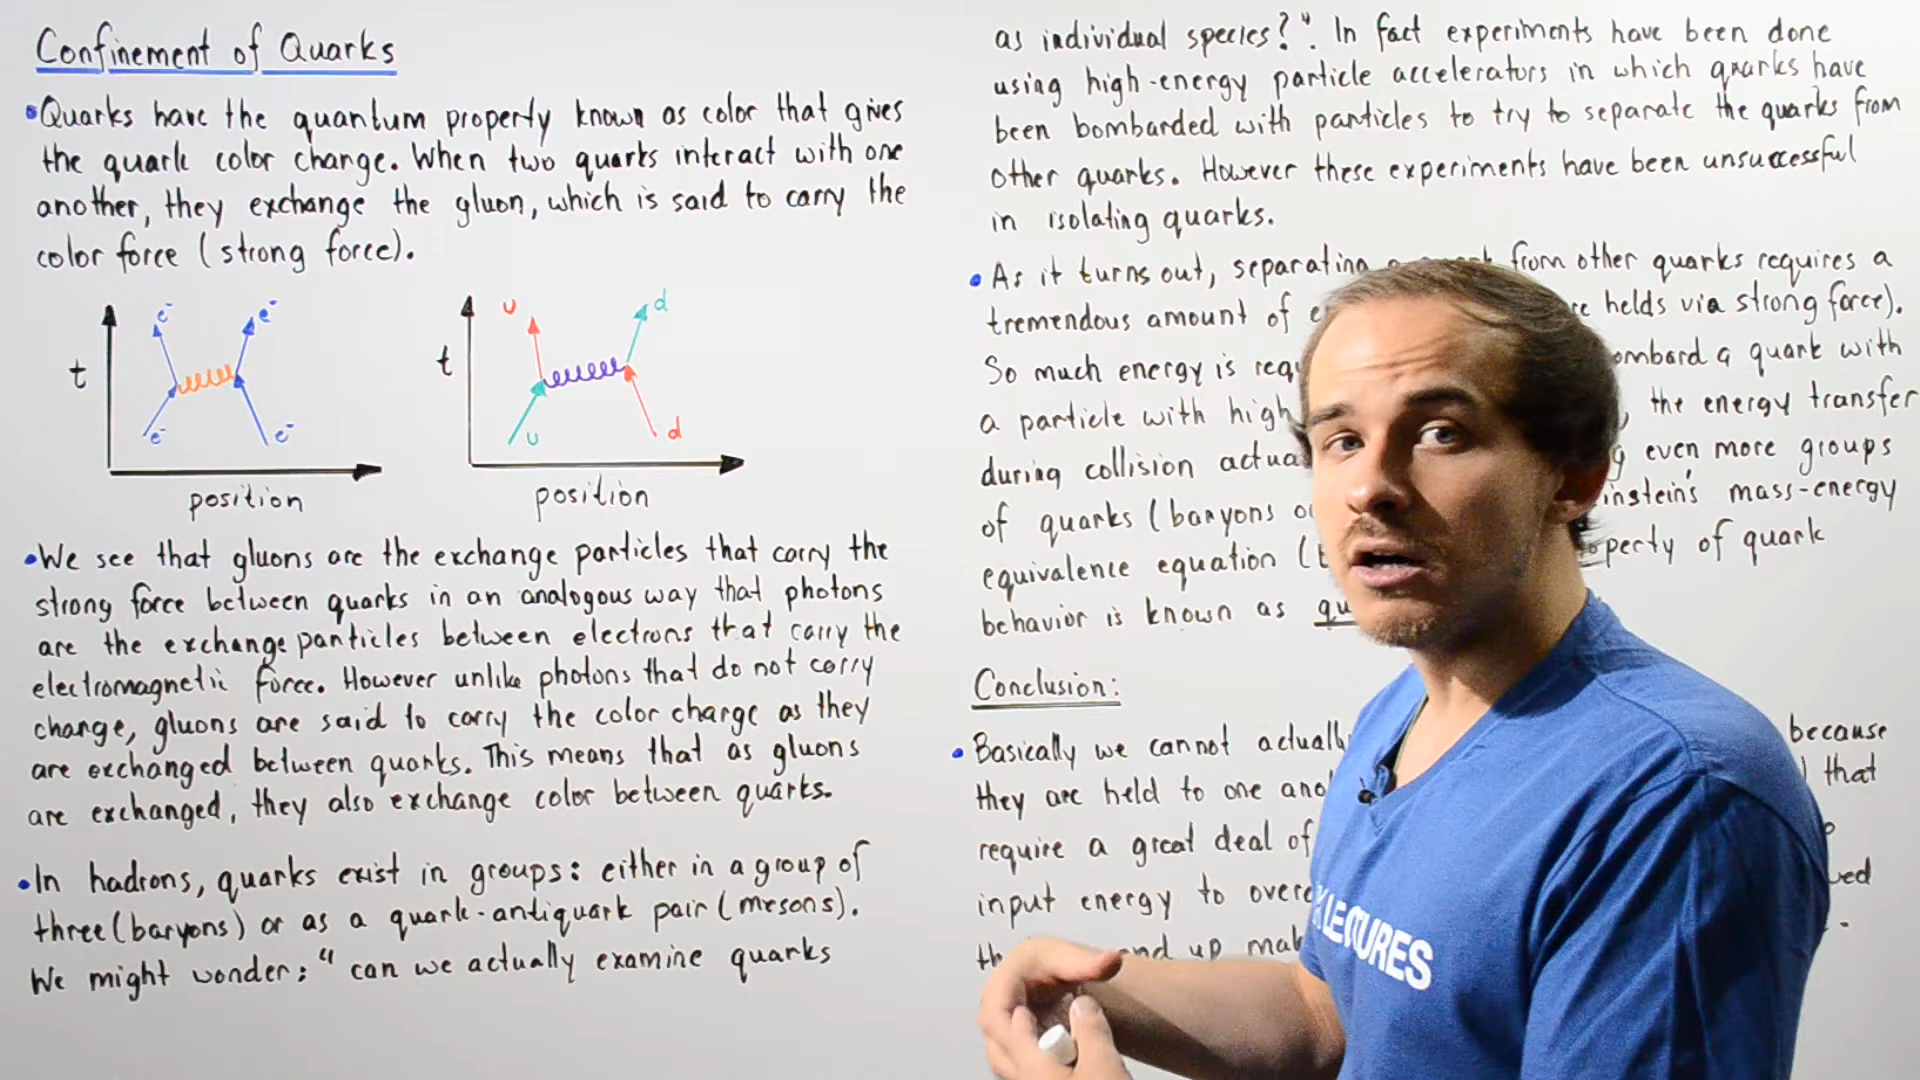 Confinement of Quarks
•Quarks have the quantum property known as color that gives
the quark color change. When two quarks interact with one
another, they exchange the gluon, which is said to carry the
color force (strong force).
t
e⁻
e⁻
e⁻
e⁻
position
t
u
d
u
d
position
•We see that gluons are the exchange particles that carry the
strong force between quarks in an analogous way that photons
are the exchange particles between electrons that carry the
electromagnetic force. However unlike photons that do not carry
change, gluons are said to carry the color charge as they
are exchanged between quarks. This means that as gluons
are exchanged, they also exchange color between quarks.
•In hadrons, quarks exist in groups: either in a group of
three (baryons) or as a quark-antiquark pair (mesons).
We might wonder: "can we actually examine quarks
as individual species?". In fact experiments have been done
using high-energy particle accelerators in which quarks have
been bombarded with particles to try to separate the quarks from
other quarks. However these experiments have been unsuccessful
in isolating quarks.
•As it turns out, separating from other quarks requires a
tremendous amount of helds via strong force).
So much energy is a quark with
a particle with high the energy transfer
during collision even more groups
of quarks (baryons mass-energy
equivalence equation ( of quark
behavior is known as
Conclusion:
•Basically we cannot because
they are held to one that
require a great deal of
input energy to
up
LECTURES